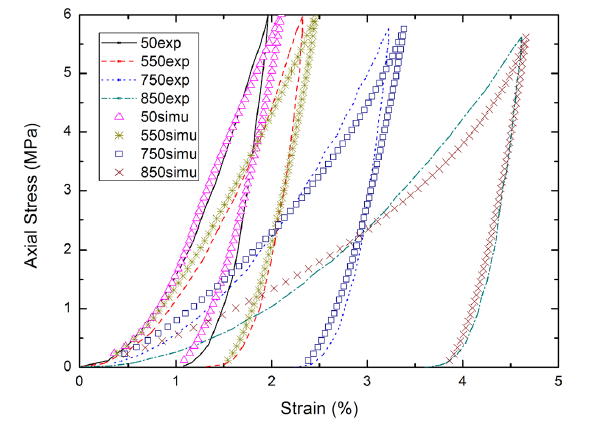 6
5
4
3
2
1
0
Axial Stress (MPa)
50exp
550exp
750exp
850exp
50simu
550simu
750simu
850simu
0
1
2
3
4
5
Strain (%)